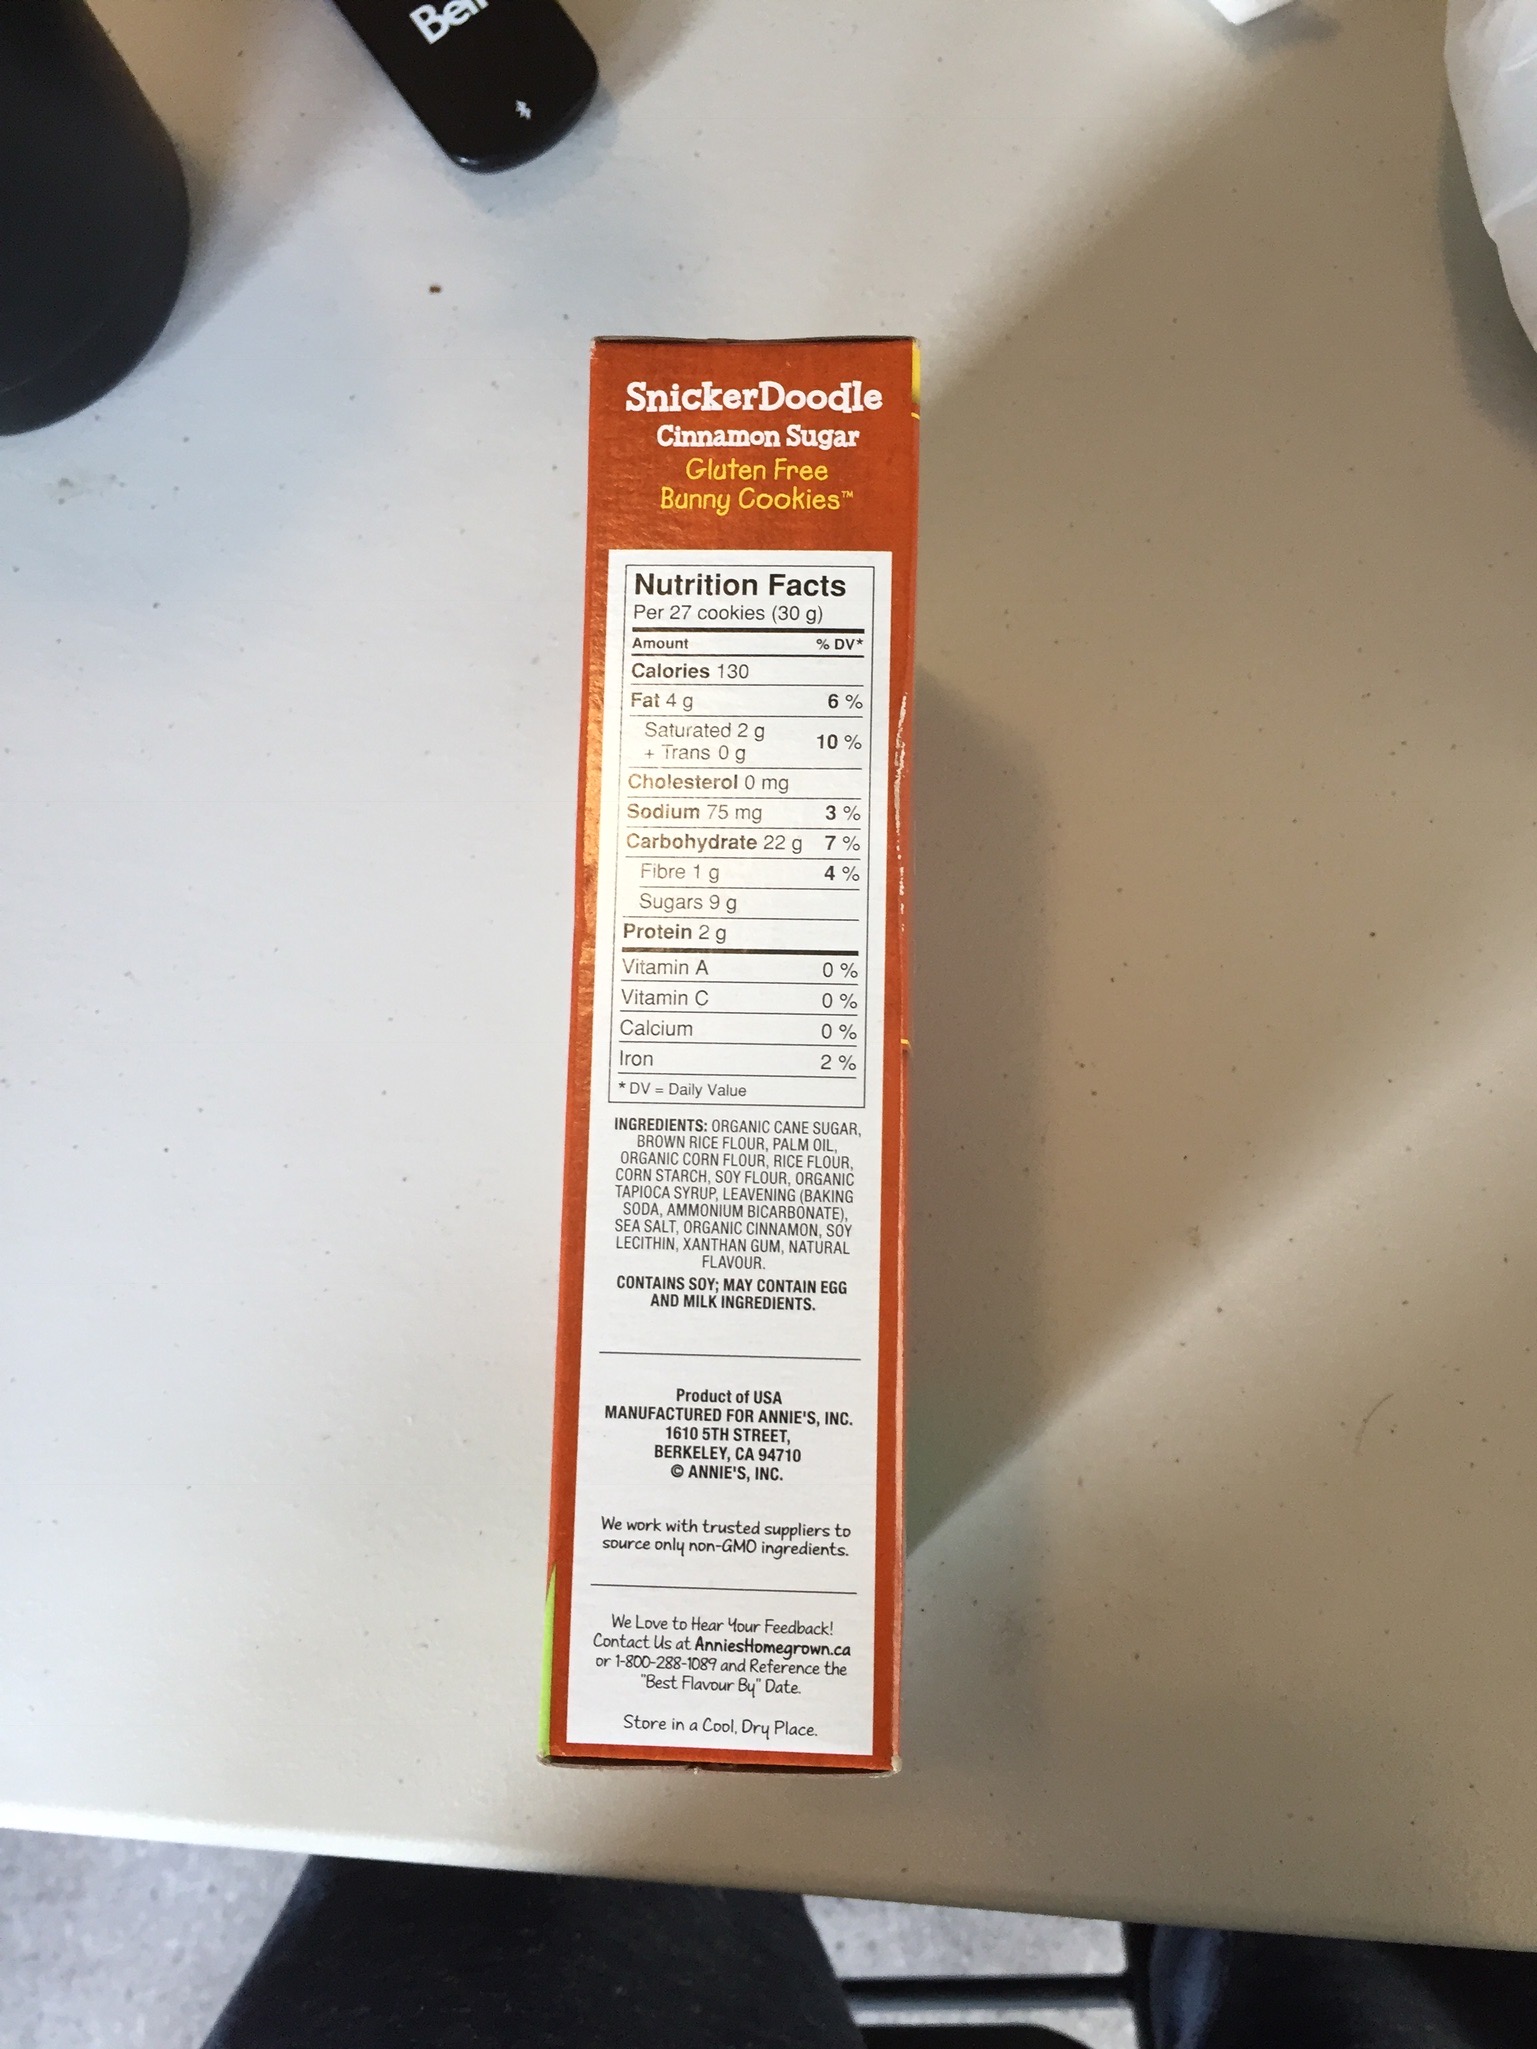 Bell
SnickerDoodle
Cinnamon Sugar
Gluten Free
Bunny Cookies™
Nutrition Facts
Per 27 cookies (30 g)
Amount % DV*
Calories 130
Fat 4 g 6 %
Saturated 2 g
+ Trans 0 g 10 %
Cholesterol 0 mg
Sodium 75 mg 3 %
Carbohydrate 22 g 7 %
Fibre 1 g 4 %
Sugars 9 g
Protein 2 g
Vitamin A 0 %
Vitamin C 0 %
Calcium 0 %
Iron 2 %
* DV = Daily Value
INGREDIENTS: ORGANIC CANE SUGAR,
BROWN RICE FLOUR, PALM OIL,
ORGANIC CORN FLOUR, RICE FLOUR,
CORN STARCH, SOY FLOUR, ORGANIC
TAPIOCA SYRUP, LEAVENING (BAKING
SODA, AMMONIUM BICARBONATE),
SEA SALT, ORGANIC CINNAMON, SOY
LECITHIN, XANTHAN GUM, NATURAL
FLAVOUR.
CONTAINS SOY; MAY CONTAIN EGG
AND MILK INGREDIENTS.
Product of USA
MANUFACTURED FOR ANNIE'S, INC.
1610 5TH STREET,
BERKELEY, CA 94710
© ANNIE'S, INC.
We work with trusted suppliers to
source only non-GMO ingredients.
We Love to Hear Your Feedback!
Contact Us at AnniesHomegrown.ca
or 1-800-288-1089 and Reference the
"Best Flavour By" Date.
Store in a Cool, Dry Place.